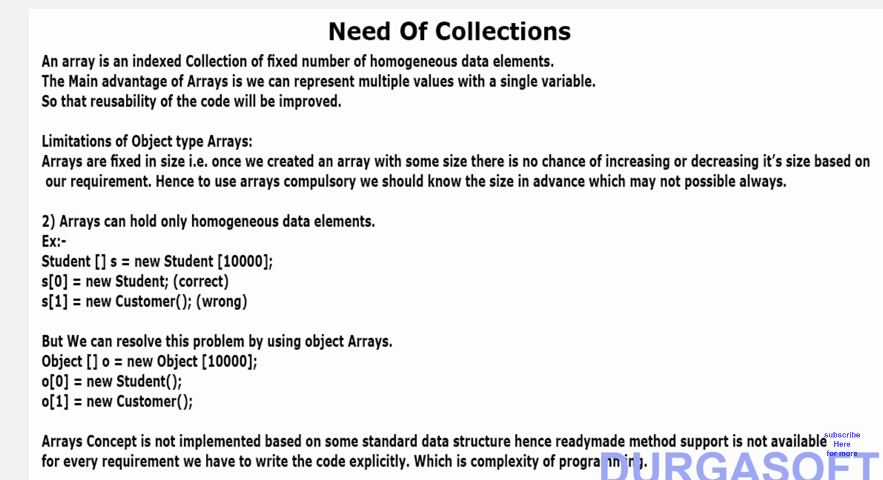 Need Of Collections
An array is an indexed Collection of fixed number of homogeneous data elements.
The Main advantage of Arrays is we can represent multiple values with a single variable.
So that reusability of the code will be improved.
Limitations of Object type Arrays:
Arrays are fixed in size i.e. once we created an array with some size there is no chance of increasing or decreasing it’s size based on
our requirement. Hence to use arrays compulsory we should know the size in advance which may not possible always.
2) Arrays can hold only homogeneous data elements.
Ex:-
Student [] s = new Student [10000];
s[0] = new Student; (correct)
s[1] = new Customer(); (wrong)
But We can resolve this problem by using object Arrays.
Object [] o = new Object [10000];
o[0] = new Student();
o[1] = new Customer();
Arrays Concept is not implemented based on some standard data structure hence readymade method support is not available
for every requirement we have to write the code explicitly. Which is complexity of programming.
subscribe
Here
for more
DURGASOFT